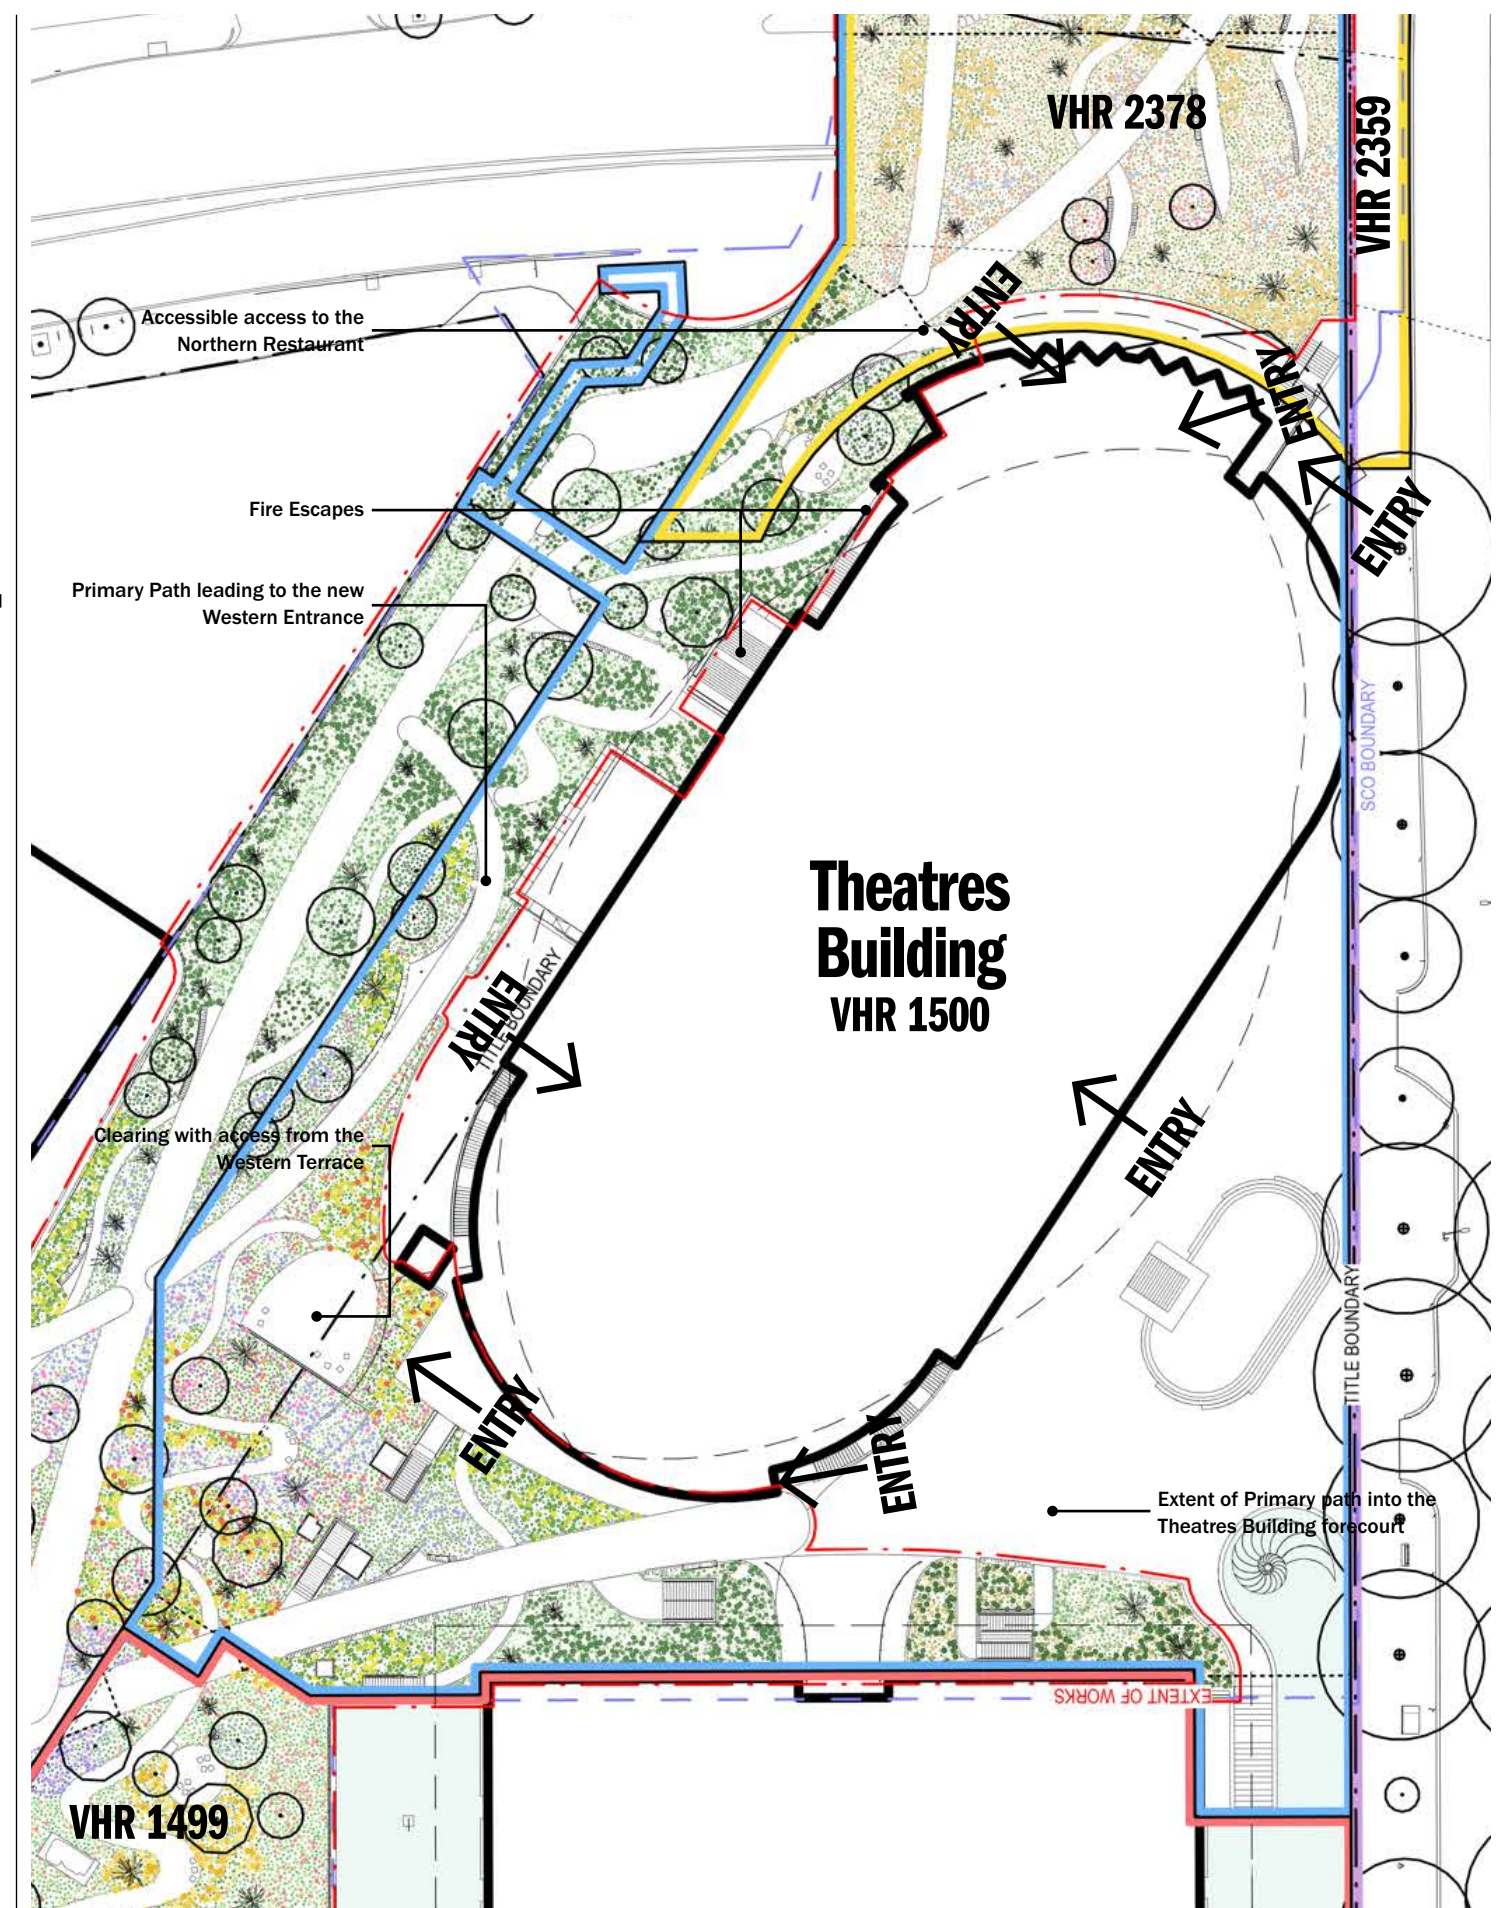 VHR 2378
VHR 2359
Accessible access to the
Northern Restaurant
ENTRY
ENTRY
ENTRY
Fire Escapes
Primary Path leading to the new
Western Entrance
SCO BOUNDARY
Theatres
Building
VHR 1500
ENTRY
TITLE BOUNDARY
ENTRY
Clearing with access from the
Western Terrace
TITLE BOUNDARY
ENTRY
ENTRY
Extent of Primary path into the
Theatres Building forecourt
EXTENT OF WORKS
VHR 1499